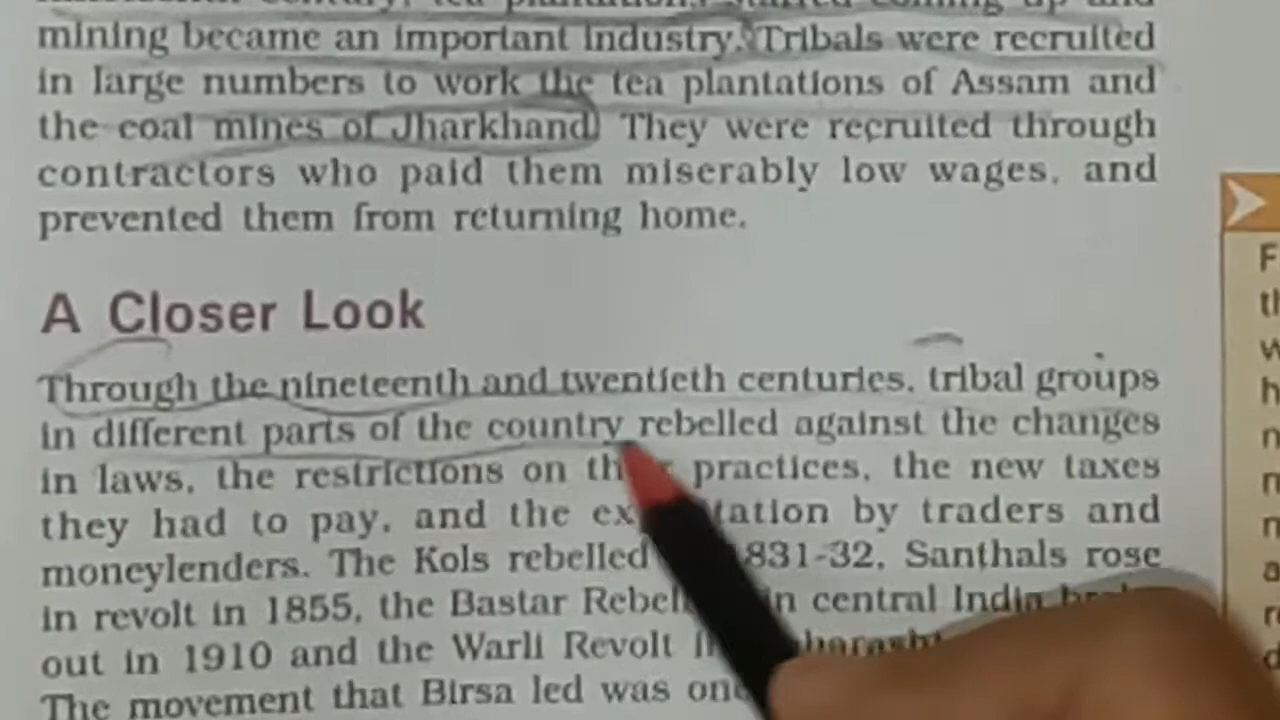 mining became an important industry. Tribals were recruited
in large numbers to work the tea plantations of Assam and
the coal mines of Jharkhand. They were recruited through
contractors who paid them miserably low wages, and
prevented them from returning home.
A Closer Look
Through the nineteenth and twentieth centuries, tribal groups
in different parts of the country rebelled against the changes
in laws, the restrictions on practices, the new taxes
they had to pay, and the by traders and
moneylenders. The Kols rebelled 1831-32, Santhals rose
in revolt in 1855, the Bastar in central India
out in 1910 and the Warli Revolt
The movement that Birsa led was one